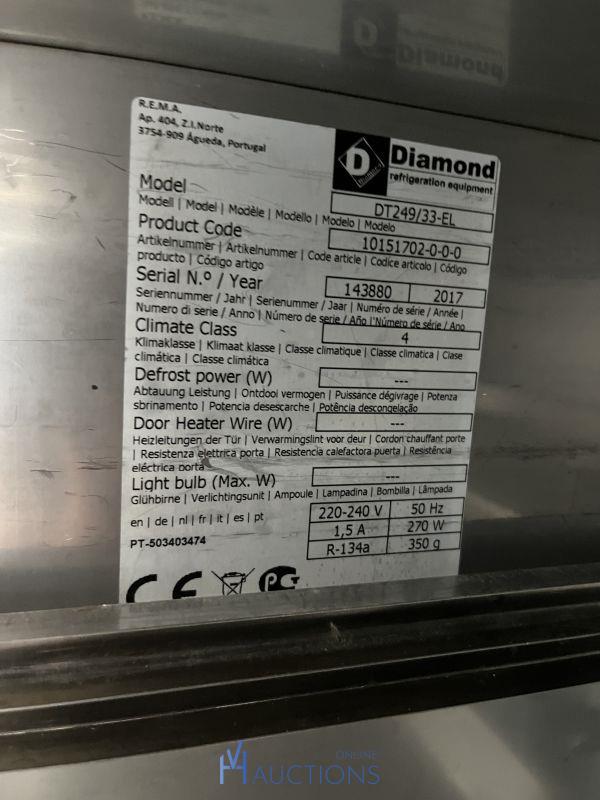 R.E.M.A.
Ap. 404, Z.I.Norte
3754-909 Águeda, Portugal
D
Diamond
refrigeration equipment
Model
DT249/33-EL
Modell | Model | Modèle | Modello | Modelo | Modelo
Product Code
10151702-0-0-0
Artikelnummer | Artikelnummer | Code article | Codice articolo | Código
producto | Código artigo
Serial N.º / Year
143880 2017
Seriennummer / Jahr | Serienummer / Jaar | Numéro de série / Année |
Numero di serie / Anno | Número de serie / Año | Número de série / Ano
Climate Class
4
Klimaklasse | Klimaat klasse | Classe climatique | Classe climatica | Clase
climática | Classe climática
Defrost power (W)
---
Abtauung Leistung | Ontdooi vermogen | Puissance dégivrage | Potenza
sbrinamento | Potencia desescarche | Potência descongelação
Door Heater Wire (W)
---
Heizleitungen der Tür | Verwarmingslint voor deur | Cordon chauffant porte
| Resistenza elettrica porta | Resistencia calefactora puerta | Resistência
eléctrica porta
Light bulb (Max. W)
---
Glühbirne | Verlichtingsunit | Ampoule | Lampadina | Bombilla | Lâmpada
en | de | nl | fr | it | es | pt
220-240 V 50 Hz
1,5 A 270 W
R-134a 350 g
PT-503403474
CE
ONLINE
AUCTIONS